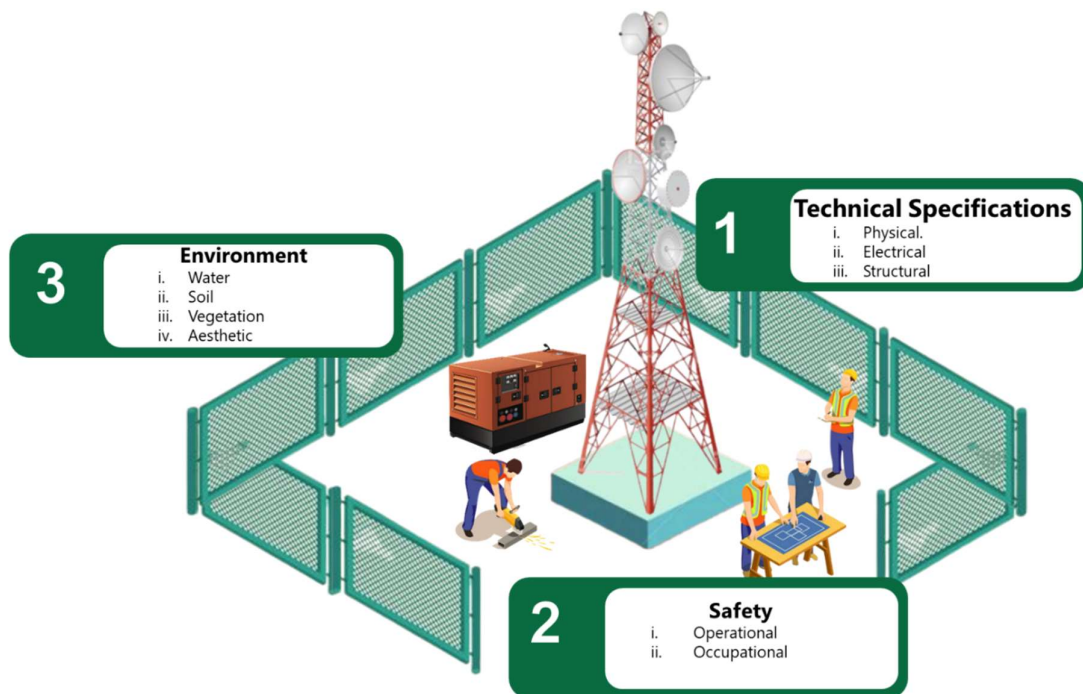 1
Technical Specifications
i. Physical.
ii. Electrical
iii. Structural
2
Safety
i. Operational
ii. Occupational
3
Environment
i. Water
ii. Soil
iii. Vegetation
iv. Aesthetic